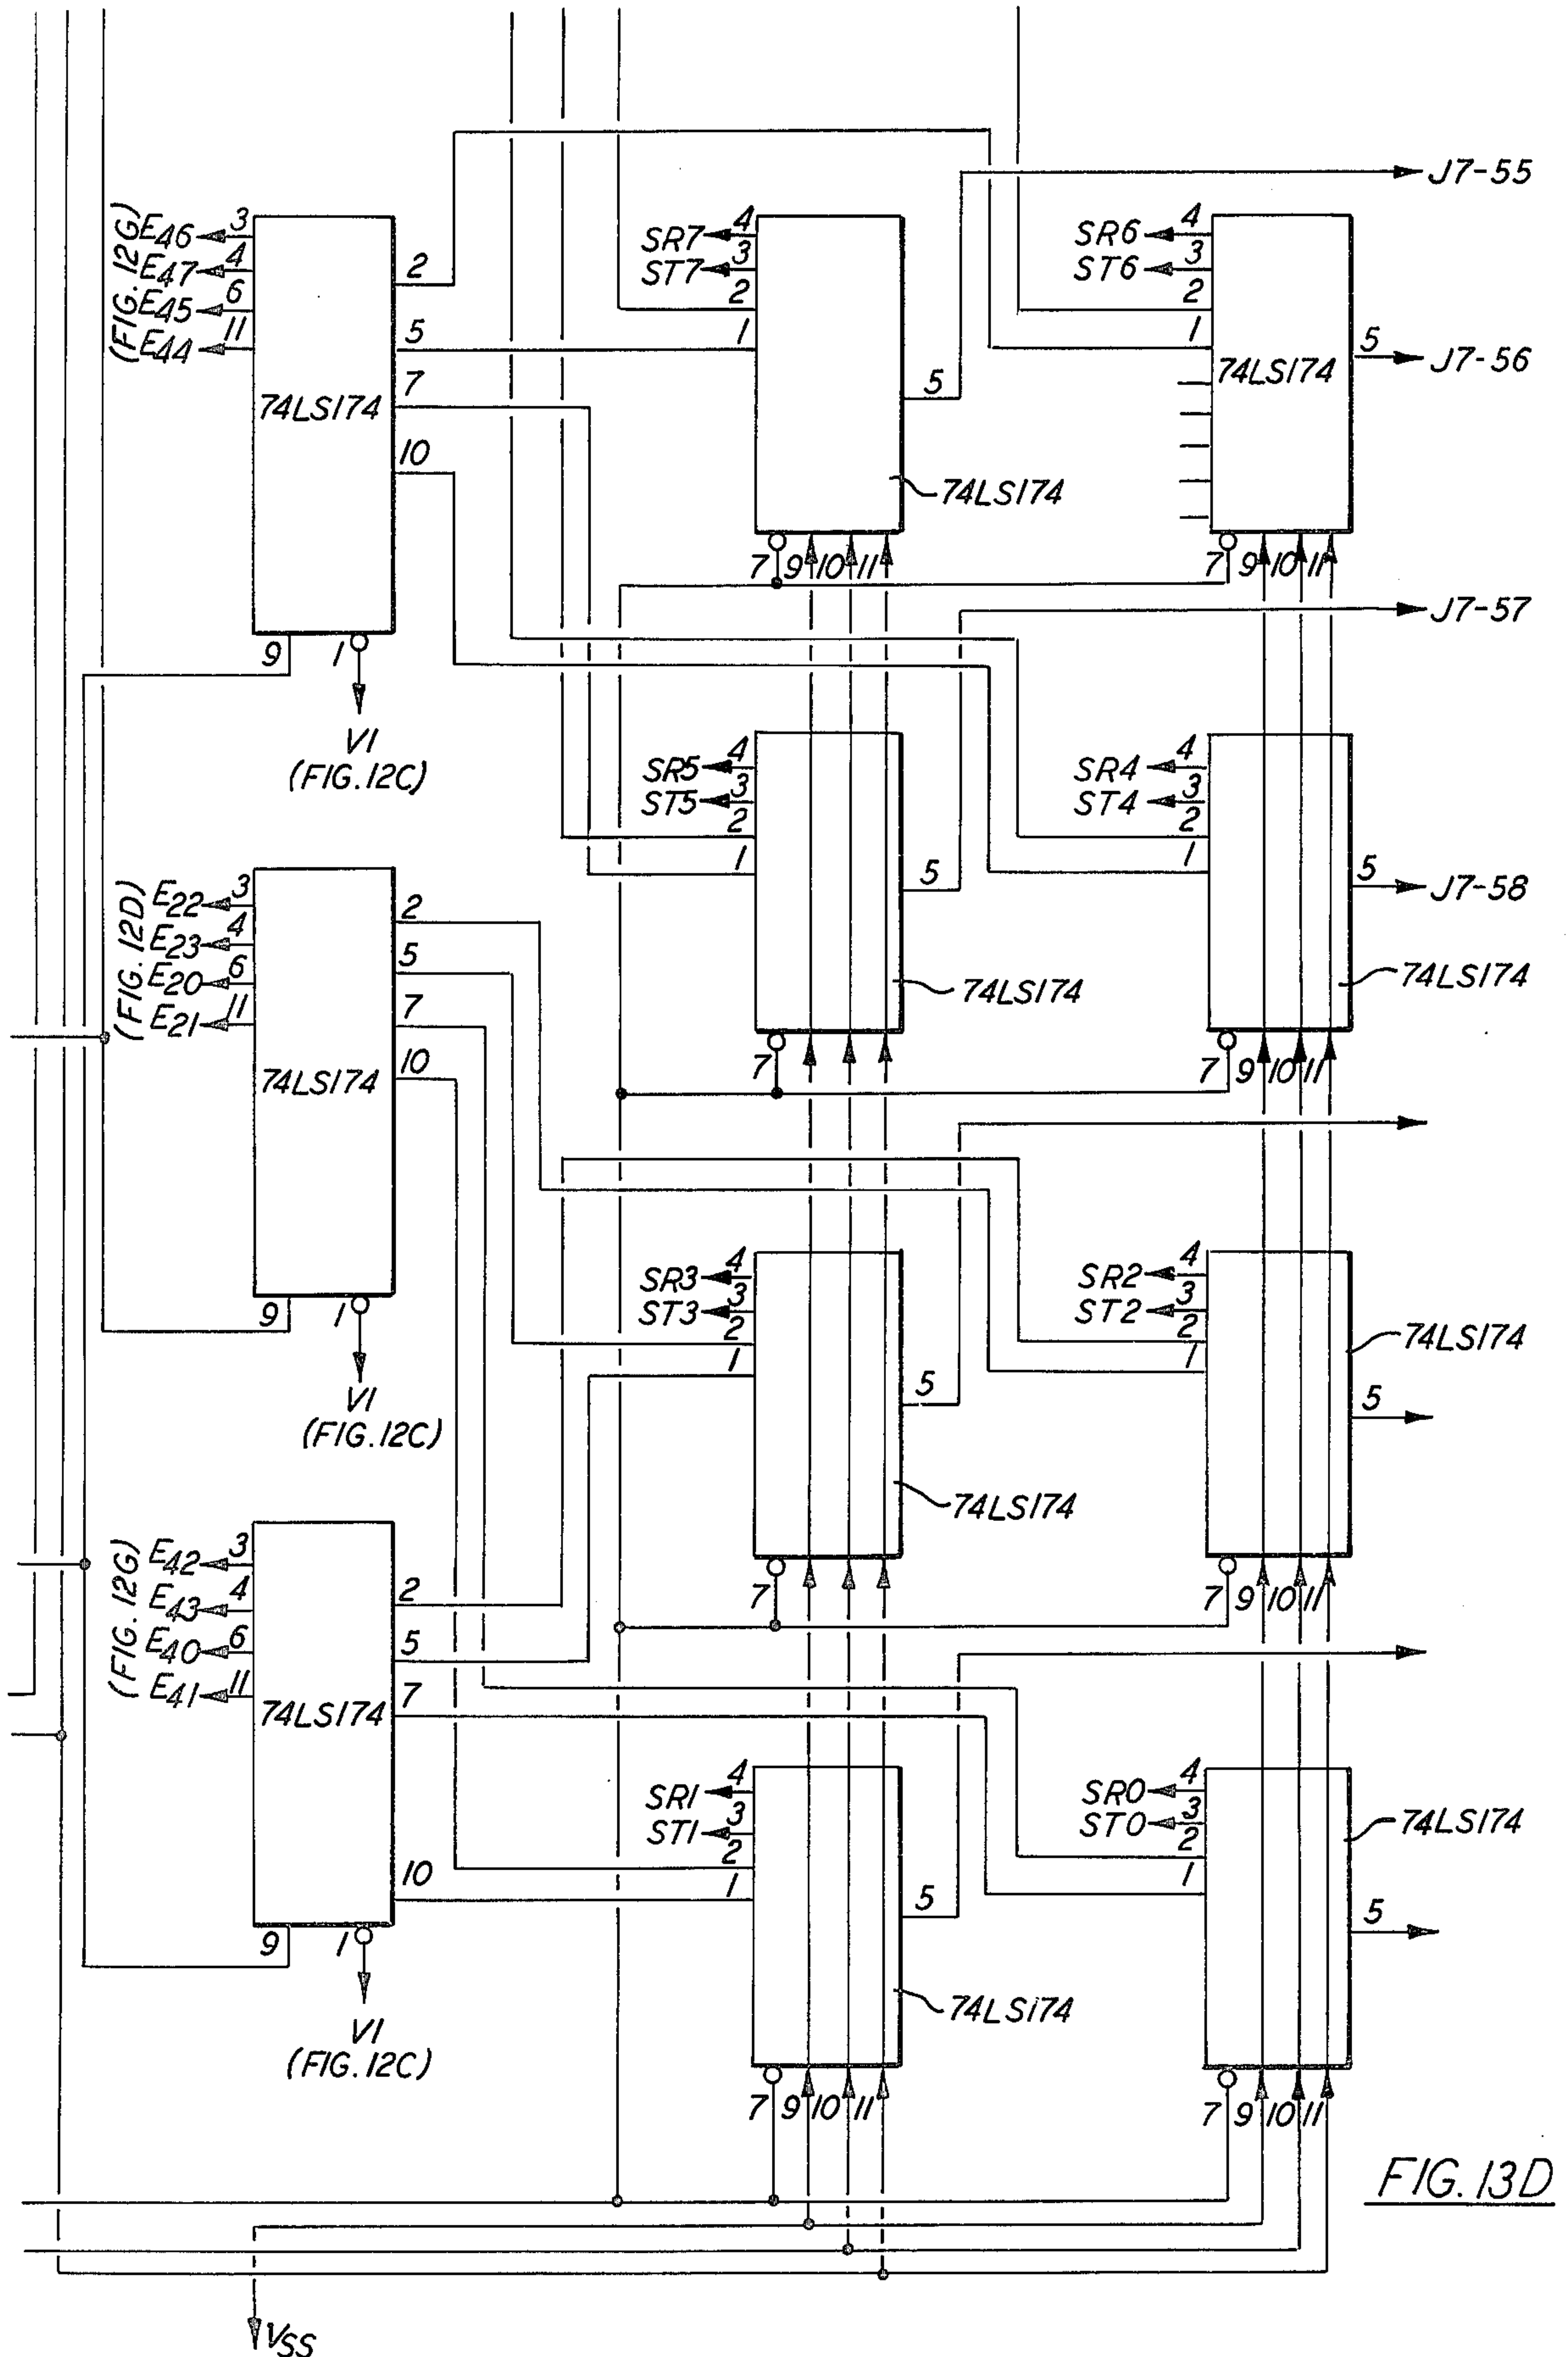 J7-55
(FIG. 12G)
E46 3
E47 4
E45 6
E44 11
2
5
7
10
74LS174
9 1
V1
(FIG. 12C)
SR7 4
ST7 3
2
1
5
74LS174
7 9 10 11
SR6 4
ST6 3
2
1
74LS174
5 J7-56
7 9 10 11
J7-57
SR5 4
ST5 3
2
1
5
74LS174
7
SR4 4
ST4 3
2
1
5 J7-58
74LS174
7 9 10 11
(FIG. 12D)
E22 3
E23 4
E20 6
E21 11
2
5
7
10
74LS174
9 1
V1
(FIG. 12C)
SR3 4
ST3 3
2
1
5
74LS174
7
SR2 4
ST2 3
2
1
74LS174
5
7 9 10 11
(FIG. 12G)
E42 3
E43 4
E40 6
E41 11
2
5
7
10
74LS174
9 1
V1
(FIG. 12C)
SR1 4
ST1 3
2
1
5
74LS174
7 9 10 11
SR0 4
ST0 3
2
1
74LS174
5
7 9 10 11
FIG. 13D
VSS